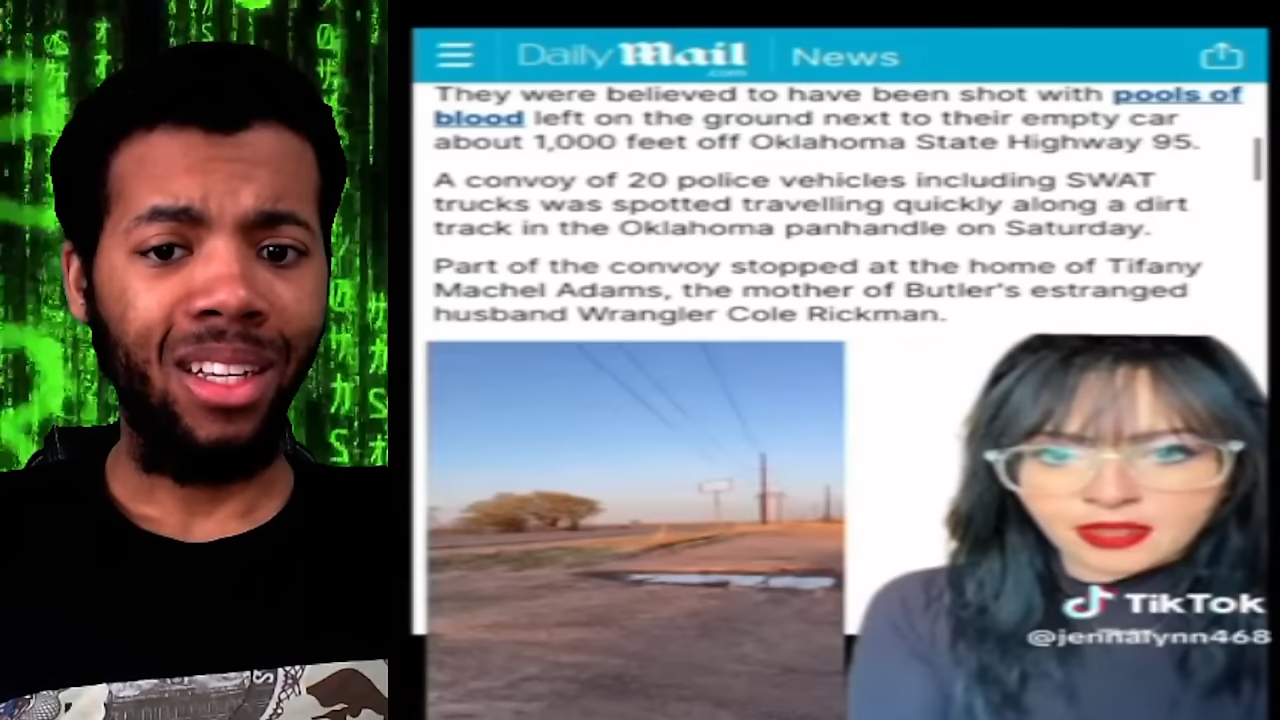 Daily Mail
.com
News
They were believed to have been shot with pools of
blood left on the ground next to their empty car
about 1,000 feet off Oklahoma State Highway 95.
A convoy of 20 police vehicles including SWAT
trucks was spotted travelling quickly along a dirt
track in the Oklahoma panhandle on Saturday.
Part of the convoy stopped at the home of Tifany
Machel Adams, the mother of Butler's estranged
husband Wrangler Cole Rickman.
TikTok
@jennalynn468